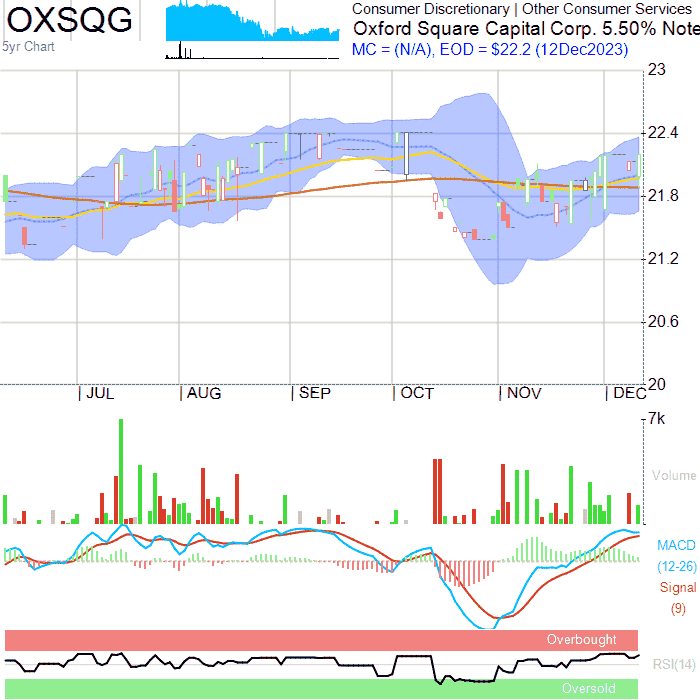 OXSQG
5yr Chart
Consumer Discretionary | Other Consumer Services
Oxford Square Capital Corp. 5.50% Note
MC = (N/A), EOD = $22.2 (12Dec2023)
23
22.4
21.8
21.2
20.6
20
JUL AUG SEP OCT NOV DEC
7k
Volume
MACD
(12-26)
Signal
(9)
Overbought
RSI(14)
Oversold